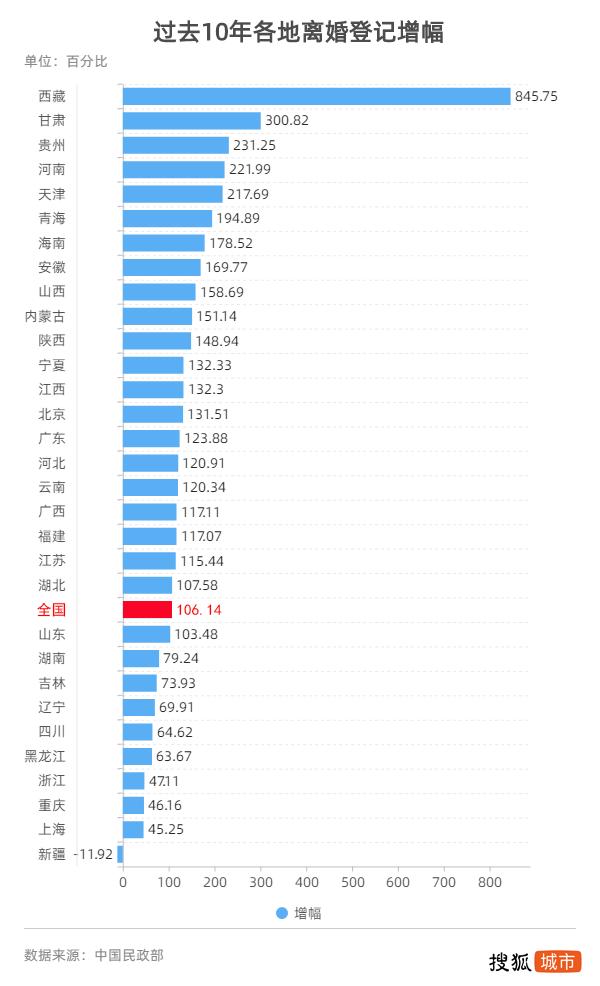 过去10年各地离婚登记增幅
单位：百分比
西藏 845.75
甘肃 300.82
贵州 231.25
河南 221.99
天津 217.69
青海 194.89
海南 178.52
安徽 169.77
山西 158.69
内蒙古 151.14
陕西 148.94
宁夏 132.33
江西 132.3
北京 131.51
广东 123.88
河北 120.91
云南 120.34
广西 117.11
福建 117.07
江苏 115.44
湖北 107.58
全国 106.14
山东 103.48
湖南 79.24
吉林 73.93
辽宁 69.91
四川 64.62
黑龙江 63.67
浙江 47.11
重庆 46.16
上海 45.25
新疆 -11.92
0 100 200 300 400 500 600 700 800
增幅
数据来源：中国民政部
搜狐 城市